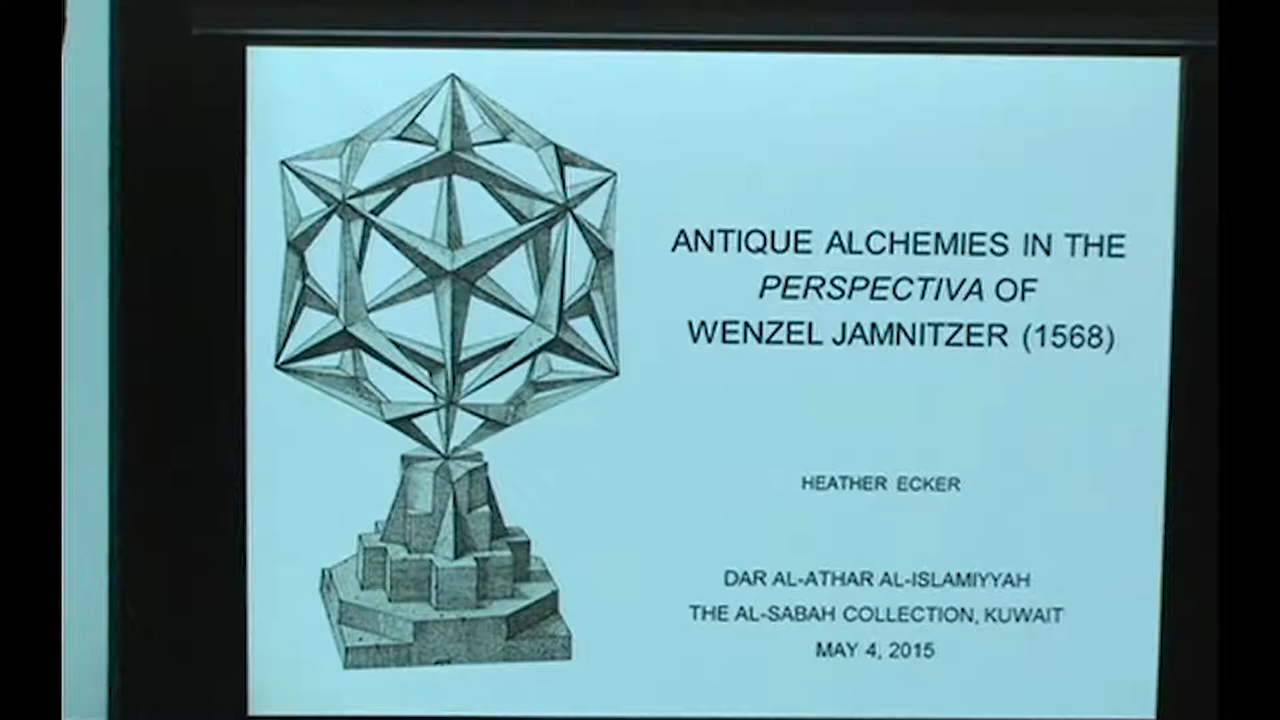 ANTIQUE ALCHEMIES IN THE
PERSPECTIVA OF
WENZEL JAMNITZER (1568)
HEATHER ECKER
DAR AL-ATHAR AL-ISLAMIYYAH
THE AL-SABAH COLLECTION, KUWAIT
MAY 4, 2015